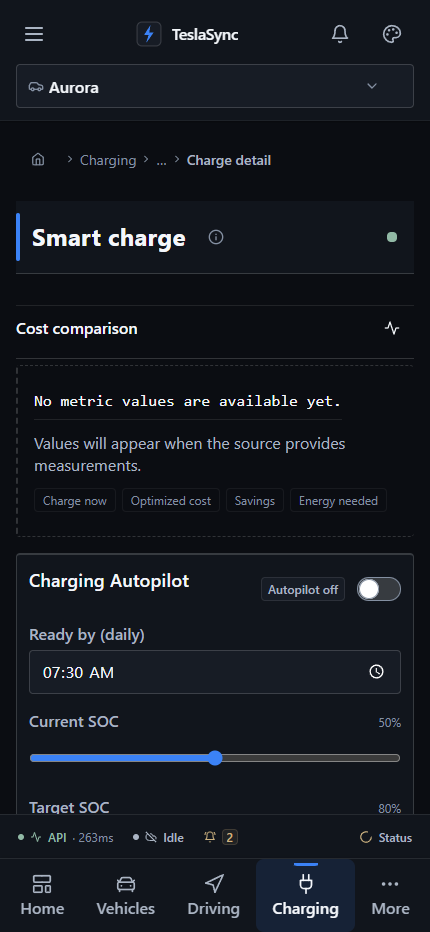 TeslaSync
Aurora
Charging
...
Charge detail
Smart charge
Cost comparison
No metric values are available yet.
Values will appear when the source provides
measurements.
Charge now
Optimized cost
Savings
Energy needed
Charging Autopilot
Autopilot off
Ready by (daily)
07:30 AM
Current SOC
50%
Target SOC
80%
API · 263ms
Idle
2
Status
Home
Vehicles
Driving
Charging
More